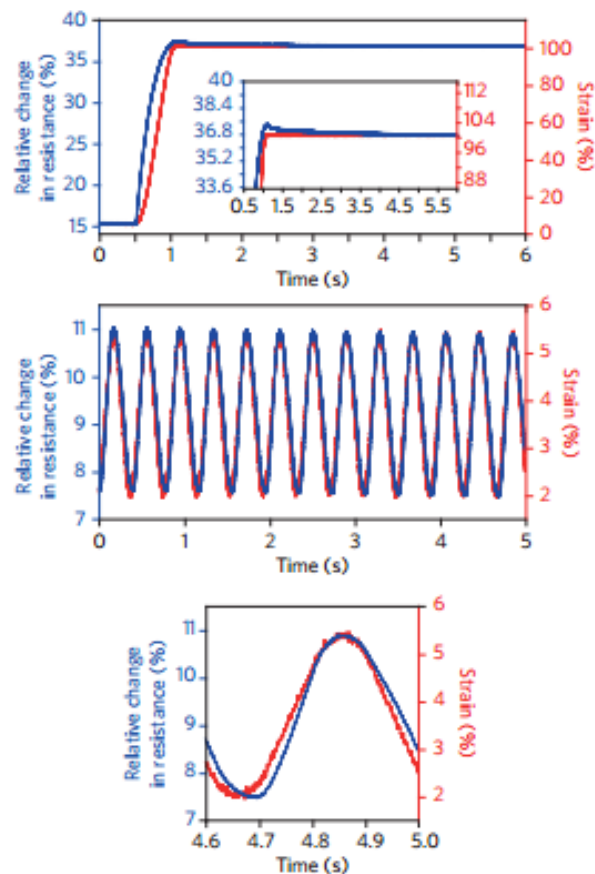 40
35
30
25
20
15
Relative change
in resistance (%)
100
80
60
40
20
0
Strain (%)
40
38.4
36.8
35.2
33.6
112
104
96
88
0.5 1.5 2.5 3.5 4.5 5.5
0 1 2 3 4 5 6
Time (s)
11
10
9
8
7
Relative change
in resistance (%)
6
5
4
3
2
Strain (%)
0 1 2 3 4 5
Time (s)
11
10
9
8
7
Relative change
in resistance (%)
6
5
4
3
2
Strain (%)
4.6 4.7 4.8 4.9 5.0
Time (s)